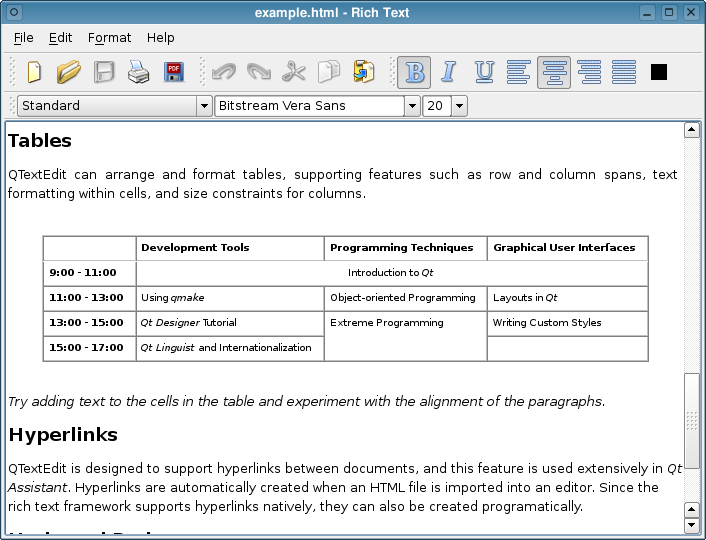 example.html - Rich Text
File Edit Format Help
PDF
B I U
Standard Bitstream Vera Sans 20
Tables
QTextEdit can arrange and format tables, supporting features such as row and column spans, text
formatting within cells, and size constraints for columns.
Development Tools Programming Techniques Graphical User Interfaces
9:00 - 11:00 Introduction to Qt
11:00 - 13:00 Using qmake Object-oriented Programming Layouts in Qt
13:00 - 15:00 Qt Designer Tutorial Extreme Programming Writing Custom Styles
15:00 - 17:00 Qt Linguist and Internationalization
Try adding text to the cells in the table and experiment with the alignment of the paragraphs.
Hyperlinks
QTextEdit is designed to support hyperlinks between documents, and this feature is used extensively in Qt
Assistant. Hyperlinks are automatically created when an HTML file is imported into an editor. Since the
rich text framework supports hyperlinks natively, they can also be created programatically.